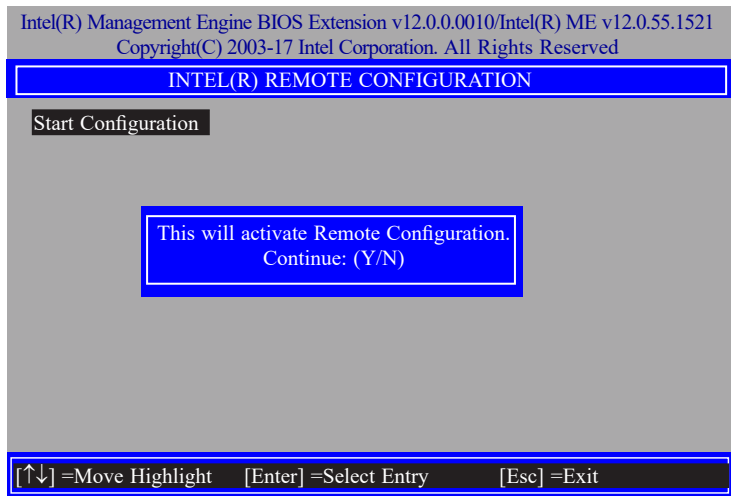 Intel(R) Management Engine BIOS Extension v12.0.0.0010/Intel(R) ME v12.0.55.1521
Copyright(C) 2003-17 Intel Corporation. All Rights Reserved
INTEL(R) REMOTE CONFIGURATION
Start Configuration
This will activate Remote Configuration.
Continue: (Y/N)
[↑↓] =Move Highlight [Enter] =Select Entry [Esc] =Exit